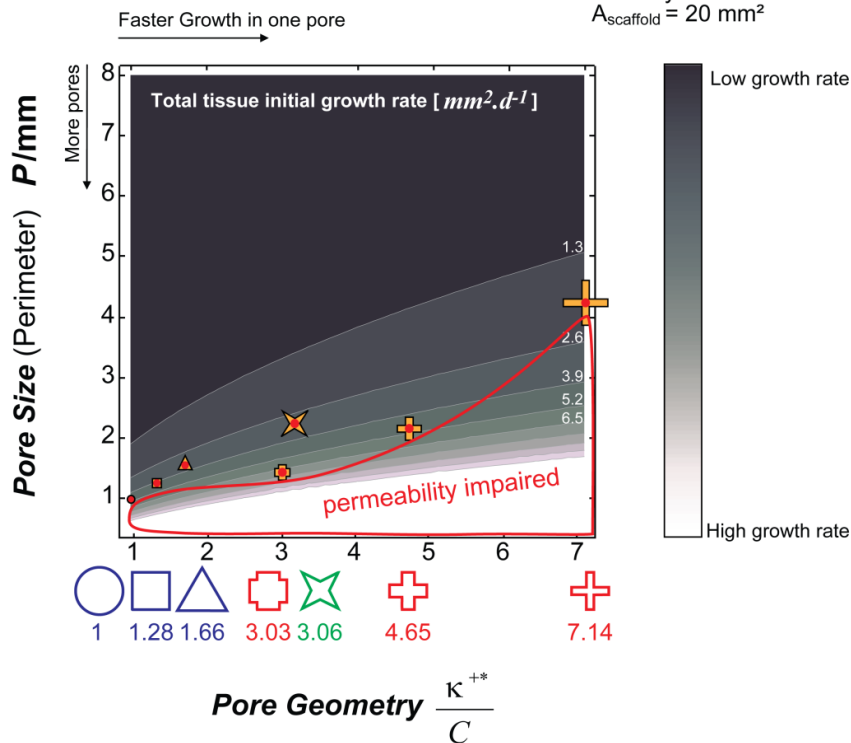 Faster Growth in one pore
A scaffold = 20 mm²
More pores
Pore Size (Perimeter) P/mm
8
7
6
5
4
3
2
1
Total tissue initial growth rate [ mm².d⁻¹ ]
1.3
2.6
3.9
5.2
6.5
permeability impaired
Low growth rate
High growth rate
1 2 3 4 5 6 7
1 1.28 1.66 3.03 3.06 4.65 7.14
Pore Geometry κ⁺*
C